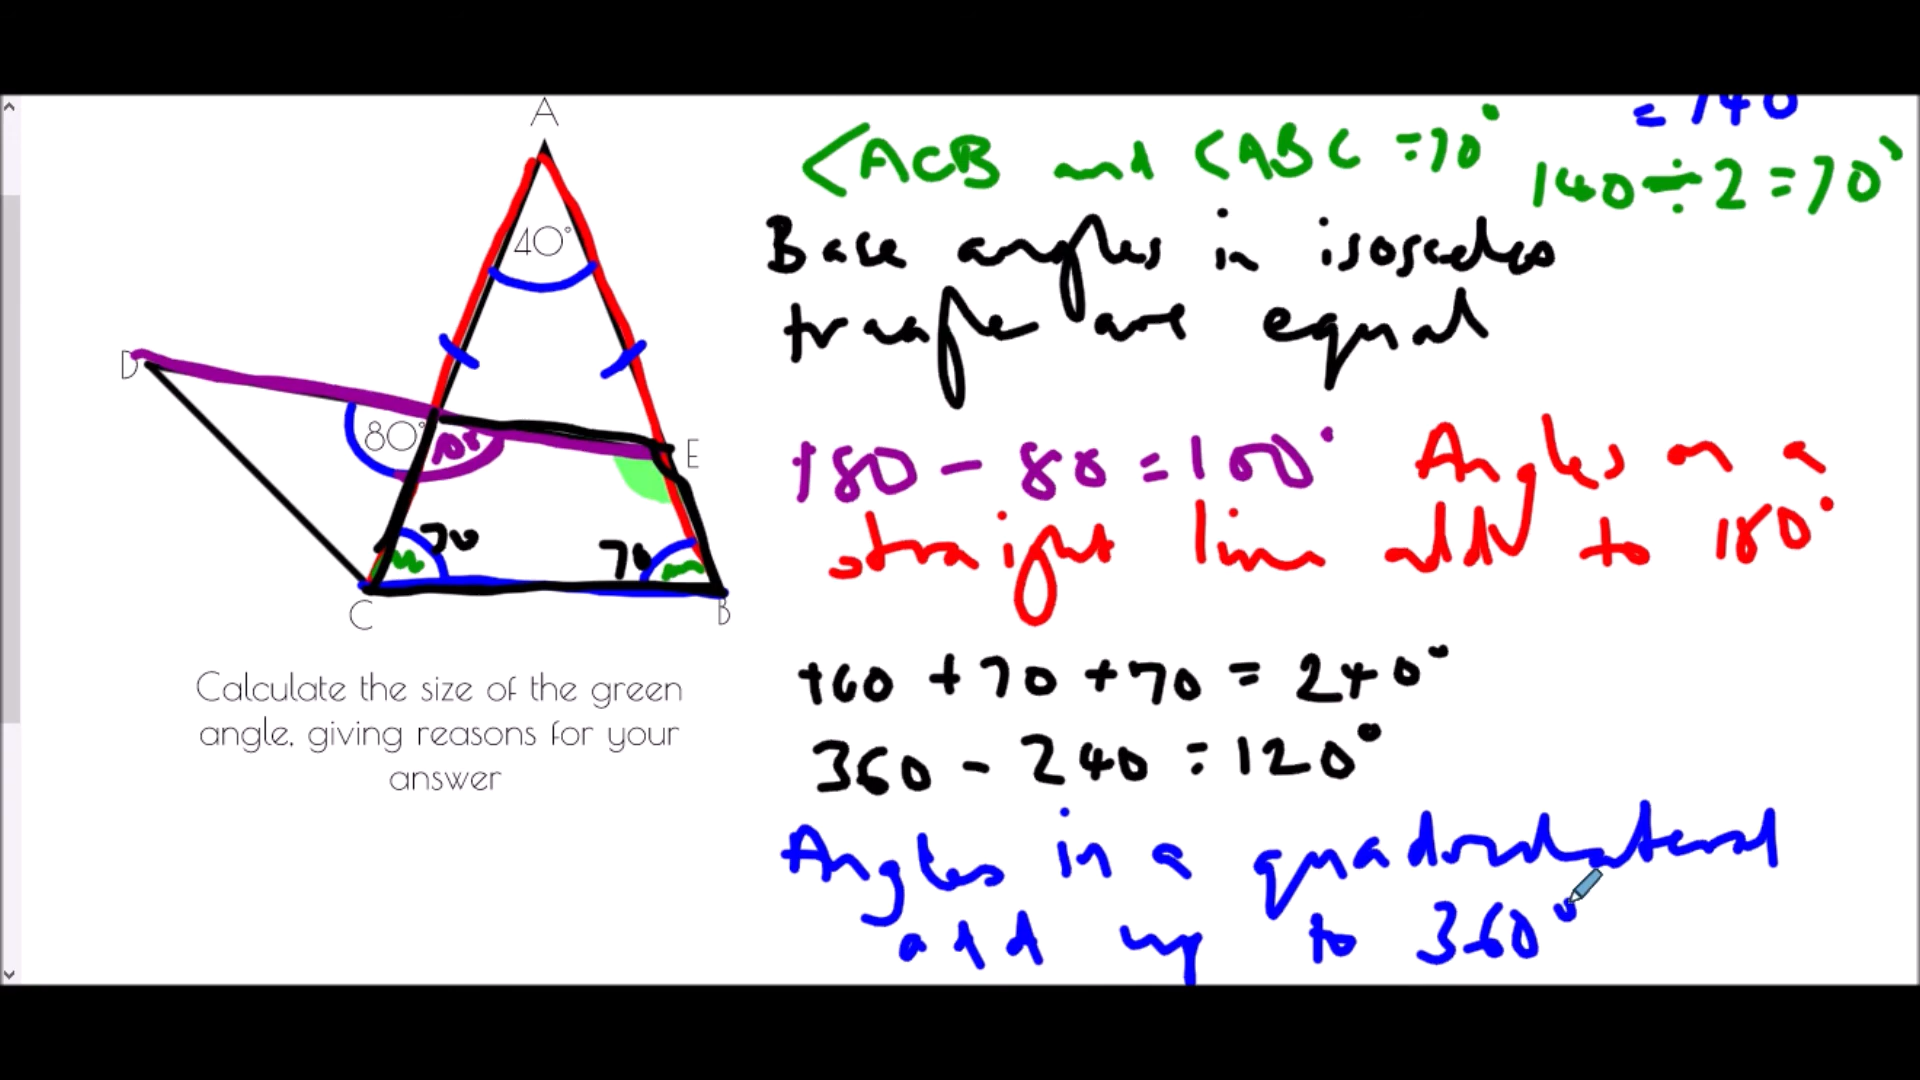 A
40°
D
80°
100
E
70
70
C
B
Calculate the size of the green
angle, giving reasons for your
answer
= 140
<ACB and <ABC = 70°
140 ÷ 2 = 70°
Base angles in isosceles
triangle are equal
180 - 80 = 100° Angles on a
straight line add to 180°
100 + 70 + 70 = 240°
360 - 240 = 120°
Angles in a quadrilateral
add up to 360°